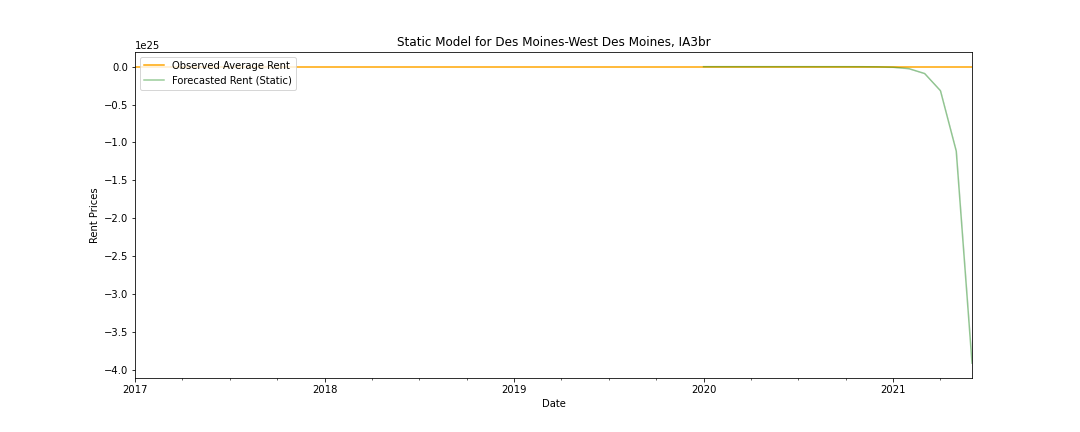 Static Model for Des Moines-West Des Moines, IA3br
1e25
Observed Average Rent
Forecasted Rent (Static)
0.0
−0.5
−1.0
−1.5
−2.0
−2.5
−3.0
−3.5
−4.0
Rent Prices
2017 2018 2019 2020 2021
Date